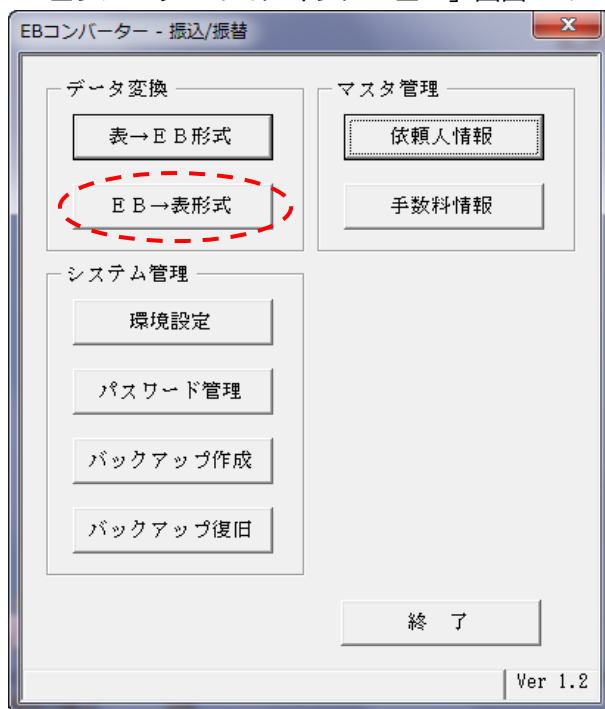 EBコンバーター - 振込/振替
データ変換
表→ＥＢ形式
ＥＢ→表形式
マスタ管理
依頼人情報
手数料情報
システム管理
環境設定
パスワード管理
バックアップ作成
バックアップ復旧
終　了
Ver 1.2